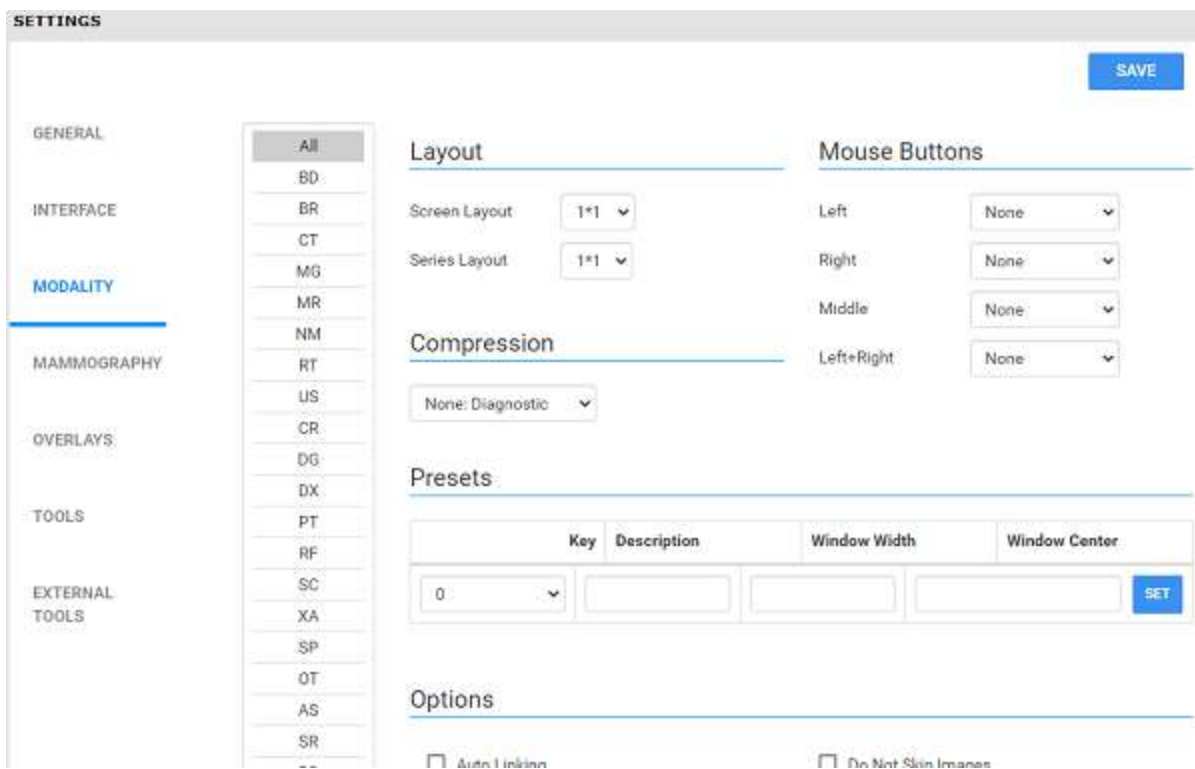 SETTINGS
SAVE
GENERAL
INTERFACE
MODALITY
MAMMOGRAPHY
OVERLAYS
TOOLS
EXTERNAL
TOOLS
All
BD
BR
CT
MG
MR
NM
RT
US
CR
DG
DX
PT
RF
SC
XA
SP
OT
AS
SR
Layout
Screen Layout 1*1
Series Layout 1*1
Compression
None: Diagnostic
Mouse Buttons
Left None
Right None
Middle None
Left+Right None
Presets
Key Description Window Width Window Center
0 SET
Options
Auto Linking Do Not Skip Images